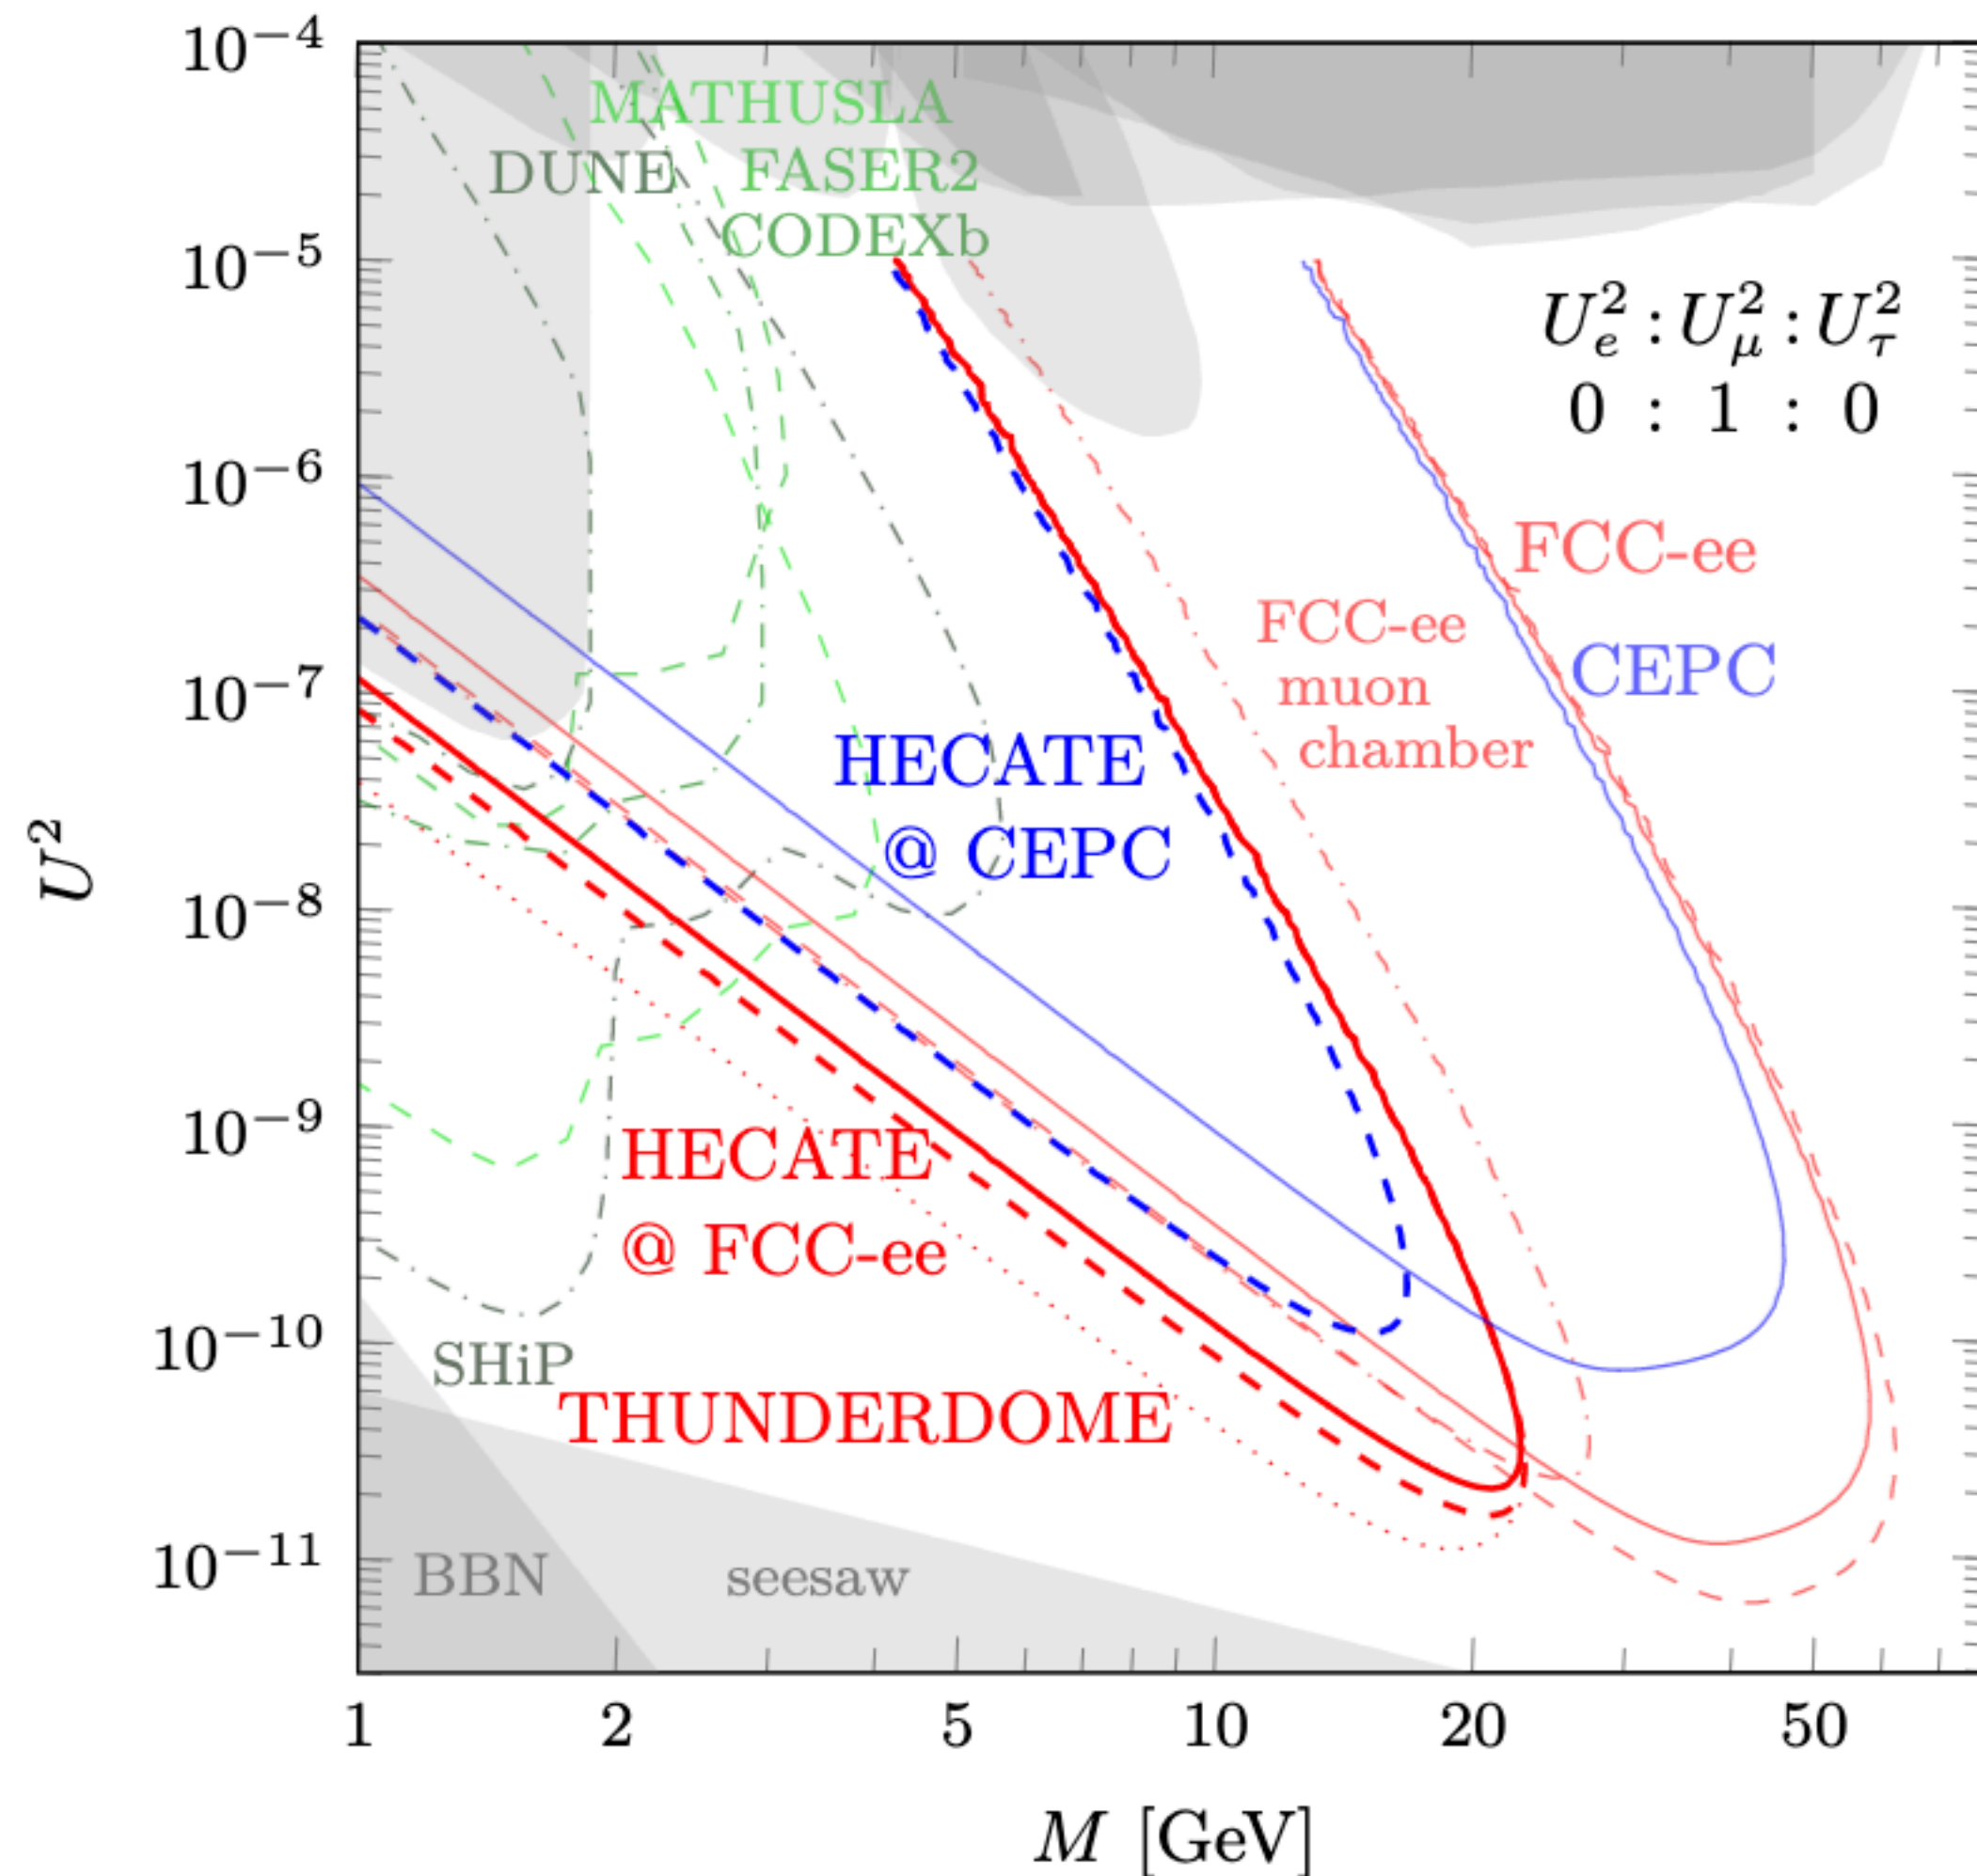 10−4
MATHUSLA
DUNE
FASER2
CODEXb
10−5
U_e^2 : U_μ^2 : U_τ^2
0 : 1 : 0
10−6
FCC-ee
FCC-ee
muon
chamber
CEPC
10−7
HECATE
@ CEPC
U^2
10−8
10−9
HECATE
@ FCC-ee
10−10
SHiP
THUNDERDOME
10−11
BBN
seesaw
1 2 5 10 20 50
M [GeV]